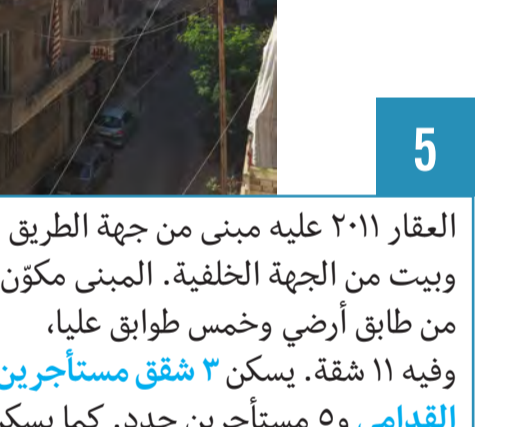 5
العقار ٢٠١١ عليه مبنى من جهة الطريق
وبيت من الجهة الخلفية. المبنى مكوّن
من طابق أرضي وخمس طوابق عليا،
وفيه ١١ شقة. يسكن ٣ شقق مستأجرين
القدامى و٥ مستأجرين جدد. كما يسكن